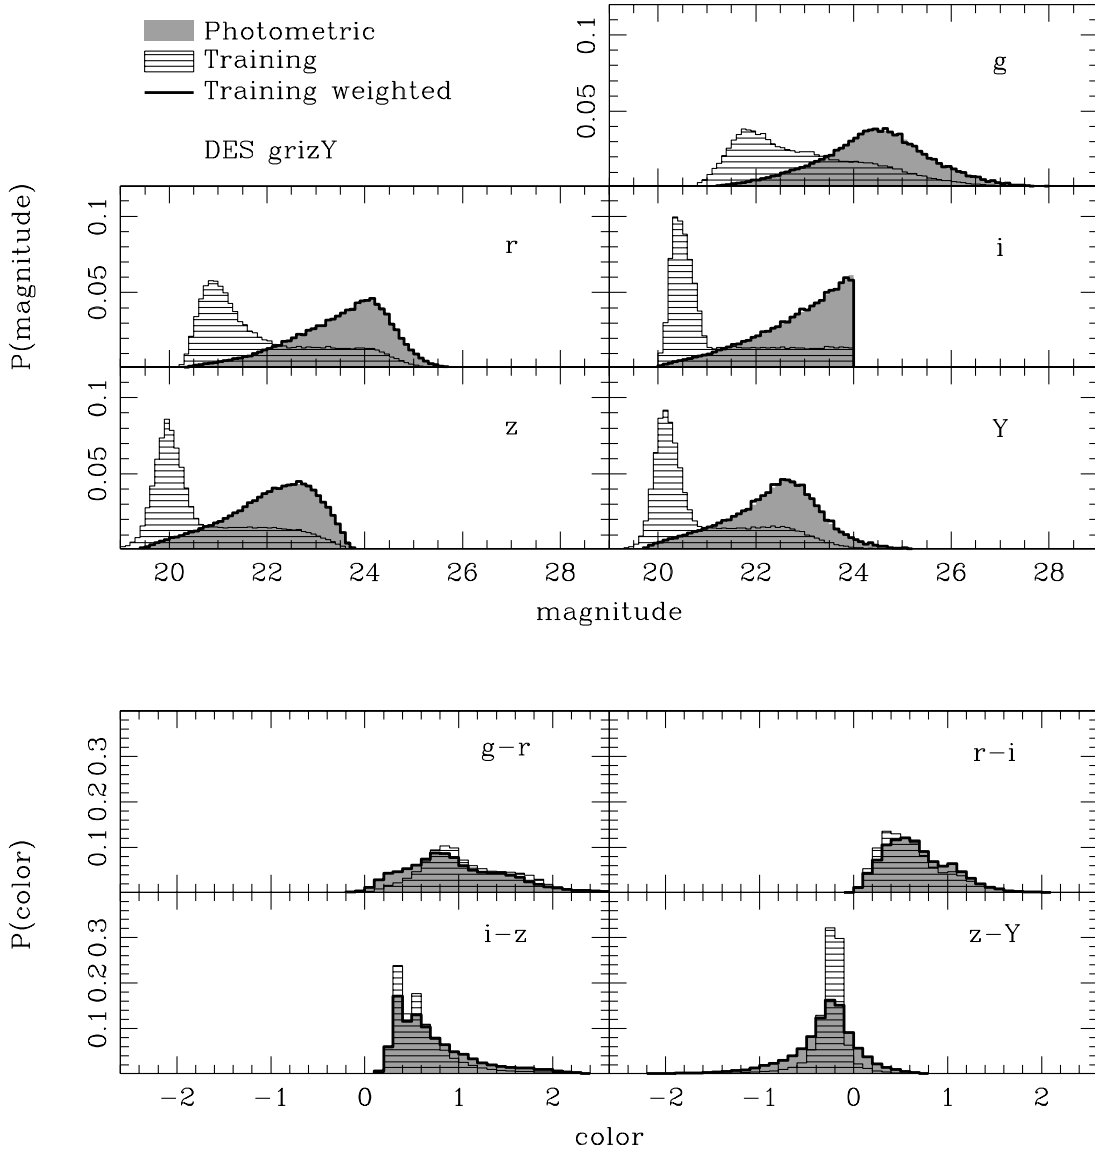 Photometric
Training
Training weighted
DES grizY
P(magnitude)
0.1
0.05
g
0.1
0.05
r
i
0.1
0.05
z
Y
20 22 24 26 28
20 22 24 26 28
magnitude
P(color)
0.3
0.2
0.1
g−r
r−i
0.3
0.2
0.1
i−z
z−Y
−2 −1 0 1 2
−2 −1 0 1 2
color